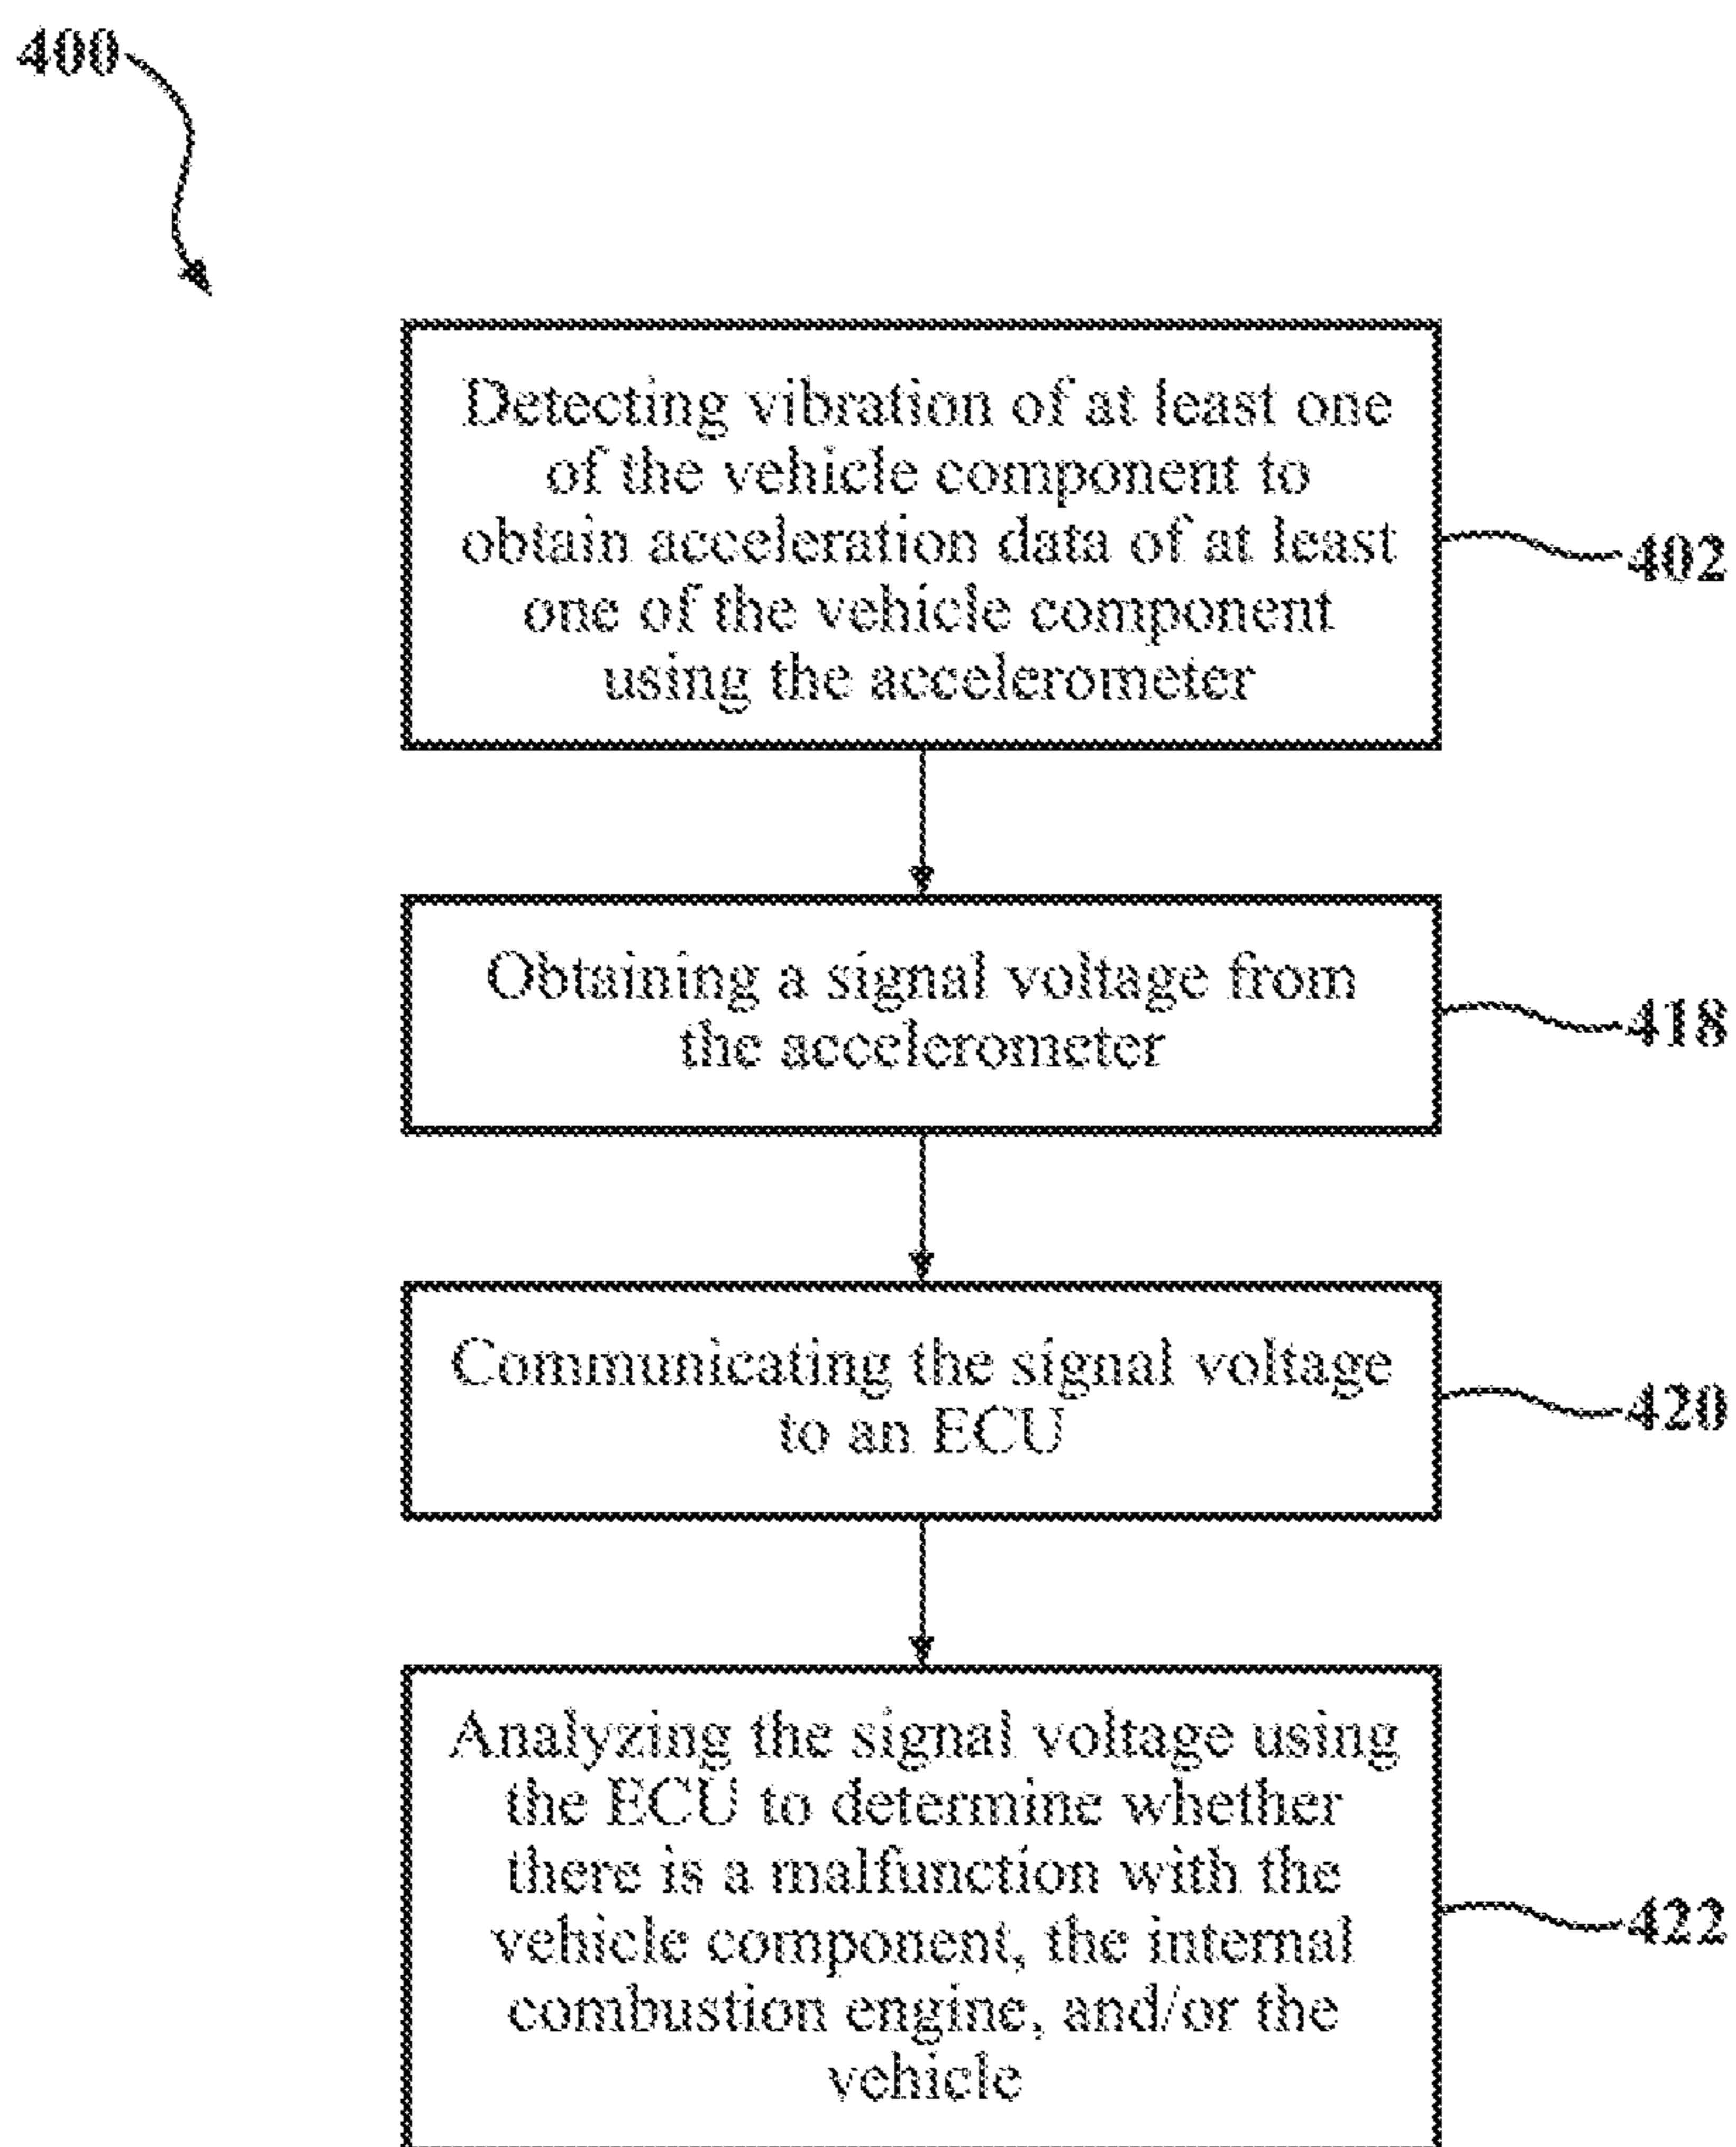 400
Detecting vibration of at least one
of the vehicle component to
obtain acceleration data of at least
one of the vehicle component
using the accelerometer
402
Obtaining a signal voltage from
the accelerometer
418
Communicating the signal voltage
to an ECU
420
Analyzing the signal voltage using
the ECU to determine whether
there is a malfunction with the
vehicle component, the internal
combustion engine, and/or the
vehicle
422